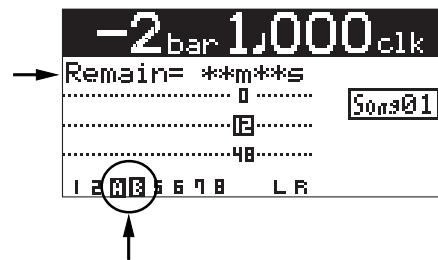 -2bar 1♩000clk
Remain= **m**s
0
Song01
12
48
1 2 A B 5 6 7 8 L R